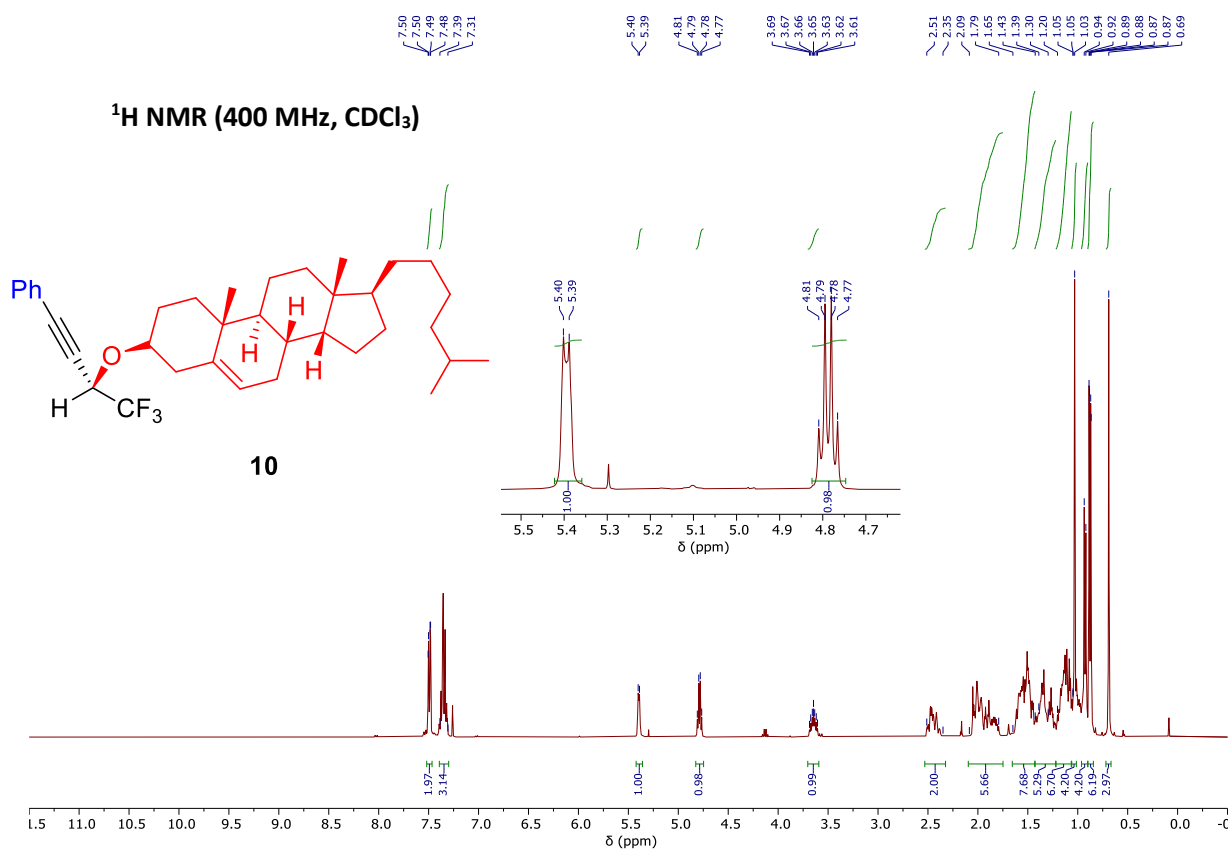 7.50 7.50 7.49 7.48 7.39 7.31 5.40 5.39 4.81 4.79 4.78 4.77 3.69 3.67 3.66 3.65 3.63 3.62 3.61 2.51 2.35 2.09 1.79 1.65 1.43 1.39 1.30 1.20 1.05 1.05 1.03 0.94 0.92 0.89 0.88 0.87 0.87 0.69
¹H NMR (400 MHz, CDCl₃)
Ph
H
H
H
O
H
CF₃
10
5.40 5.39 4.81 4.79 4.78 4.77
1.00 0.98
5.5 5.4 5.3 5.2 5.1 5.0 4.9 4.8 4.7
δ (ppm)
1.97 3.14 1.00 0.98 0.99 2.00 5.66 7.68 5.29 6.70 4.20 4.20 6.19 2.97
1.5 10.5 10.0 9.5 9.0 8.5 8.0 7.5 7.0 6.5 6.0 5.5 5.0 4.5 4.0 3.5 3.0 2.5 2.0 1.5 1.0 0.5 0.0 -0
δ (ppm)